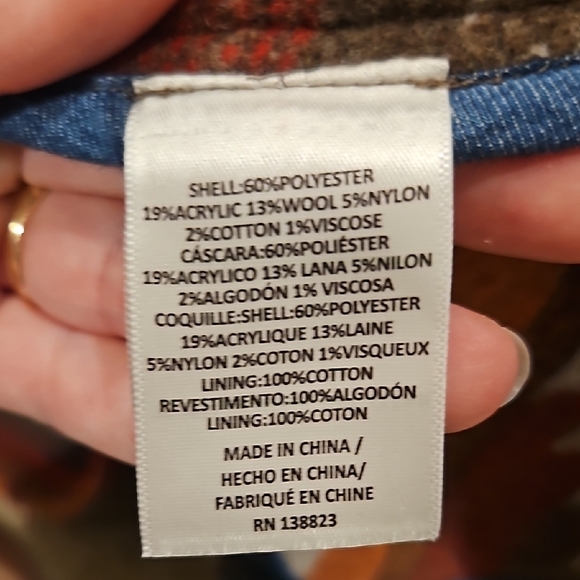 SHELL:60%POLYESTER
19%ACRYLIC 13%WOOL 5%NYLON
2%COTTON 1%VISCOSE
CÁSCARA:60%POLIÉSTER
19%ACRYLICO 13% LANA 5%NILON
2%ALGODÓN 1% VISCOSA
COQUILLE:SHELL:60%POLYESTER
19%ACRYLIQUE 13%LAINE
5%NYLON 2%COTON 1%VISQUEUX
LINING:100%COTTON
REVESTIMENTO:100%ALGODÓN
LINING:100%COTON
MADE IN CHINA /
HECHO EN CHINA/
FABRIQUÉ EN CHINE
RN 138823